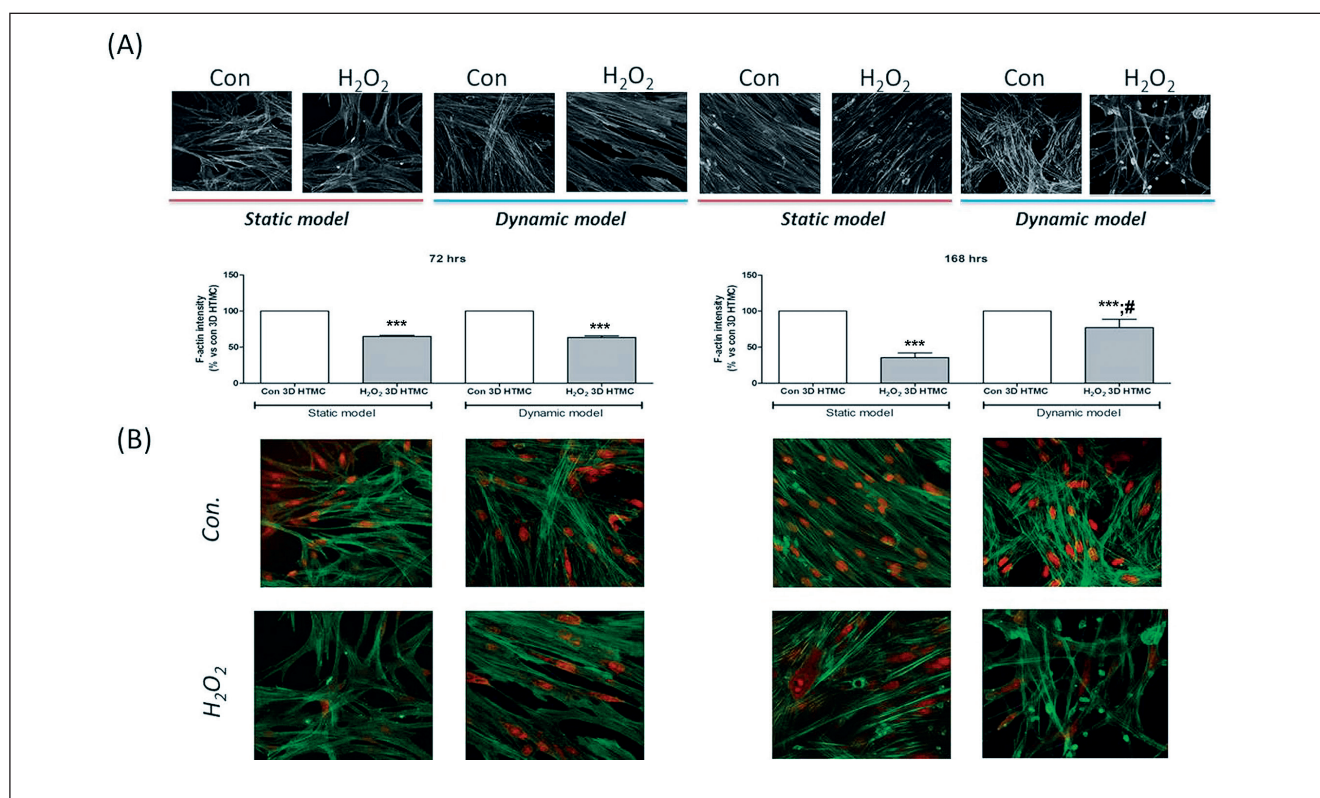 (A)
Con H₂O₂ Con H₂O₂ Con H₂O₂ Con H₂O₂
Static model Dynamic model Static model Dynamic model
72 hrs
F-actin intensity
(% vs con 3D HTMC)
150
100
50
0
***
***
Con 3D HTMC H₂O₂ 3D HTMC Con 3D HTMC H₂O₂ 3D HTMC
Static model Dynamic model
168 hrs
F-actin intensity
(% vs con 3D HTMC)
150
100
50
0
***
***;#
Con 3D HTMC H₂O₂ 3D HTMC Con 3D HTMC H₂O₂ 3D HTMC
Static model Dynamic model
(B)
Con.
H₂O₂